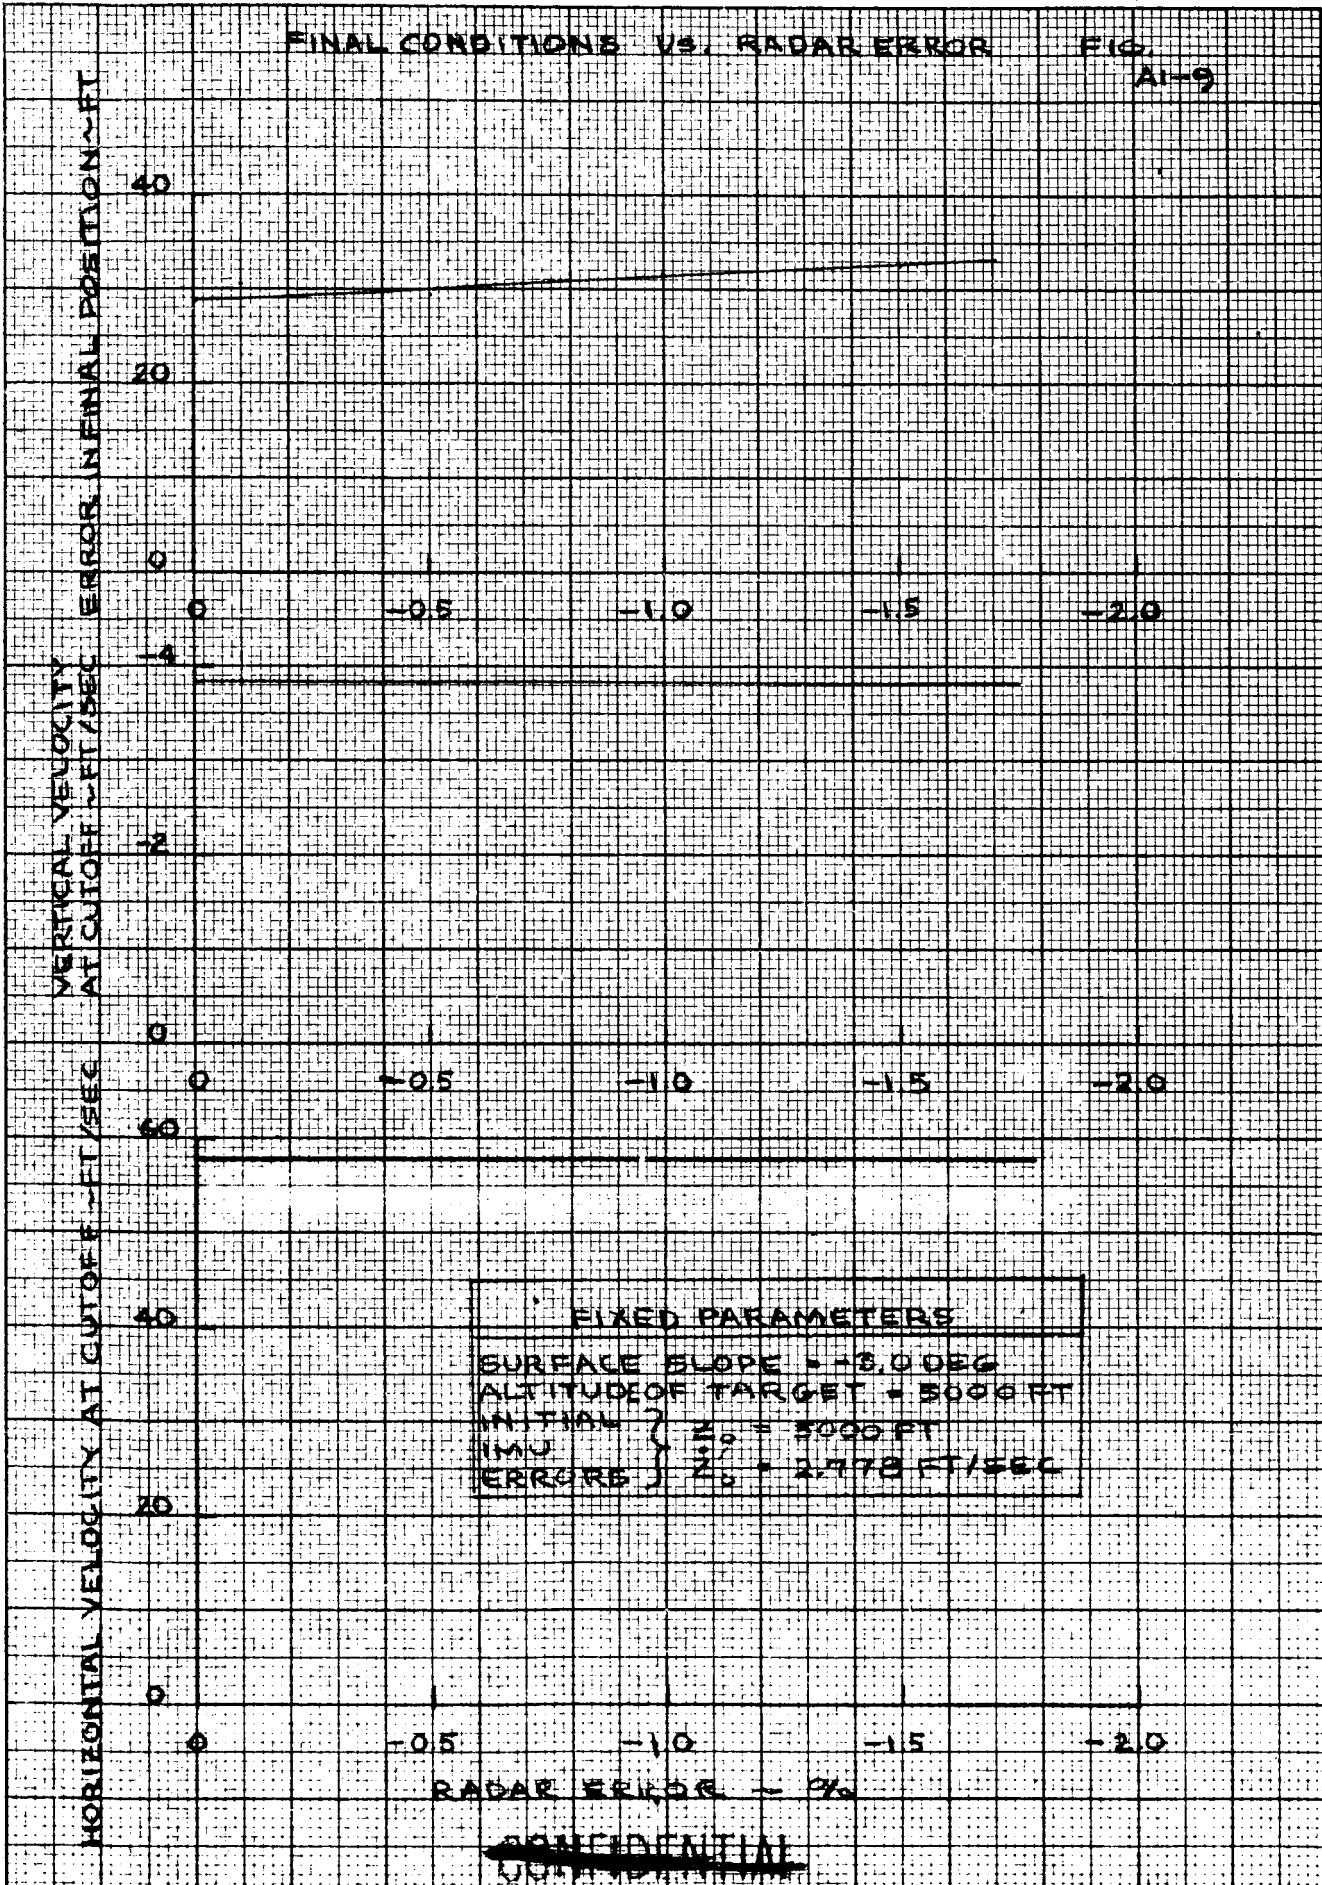 FINAL CONDITIONS VS. RADAR ERROR
FIG.
A1-9
ERROR IN FINAL POSITION ~ FT
40
20
0
0 -0.5 -1.0 -1.5 -2.0
VERTICAL VELOCITY
AT CUTOFF ~ FT/SEC
-4
-2
0
0 -0.5 -1.0 -1.5 -2.0
HORIZONTAL VELOCITY AT CUTOFF ~ FT/SEC
60
40
20
0
FIXED PARAMETERS
SURFACE SLOPE = -3.0 DEG
ALTITUDE OF TARGET = 5000 FT
INITIAL
IMU
ERRORS
Z₀ = 5000 FT
Ż₀ = 2.778 FT/SEC
0 -0.5 -1.0 -1.5 -2.0
RADAR ERROR ~ %
CONFIDENTIAL